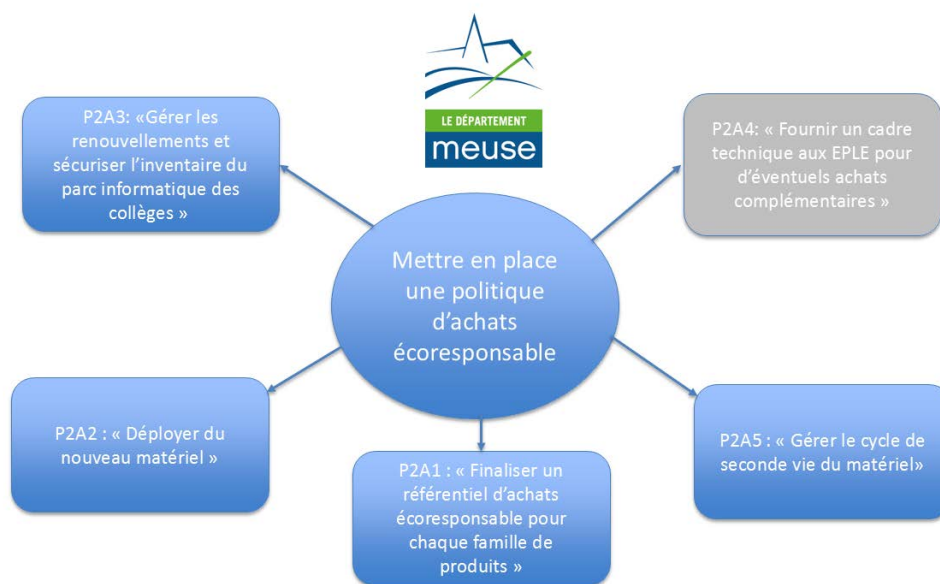 LE DÉPARTEMENT
meuse
P2A3: «Gérer les
renouvellements et
sécuriser l'inventaire du
parc informatique des
collèges »
P2A4: « Fournir un cadre
technique aux EPLE pour
d'éventuels achats
complémentaires »
Mettre en place
une politique
d'achats
écoresponsable
P2A2 : « Déployer du
nouveau matériel »
P2A1 : « Finaliser un
référentiel d'achats
écoresponsable pour
chaque famille de
produits »
P2A5 : « Gérer le cycle de
seconde vie du matériel»